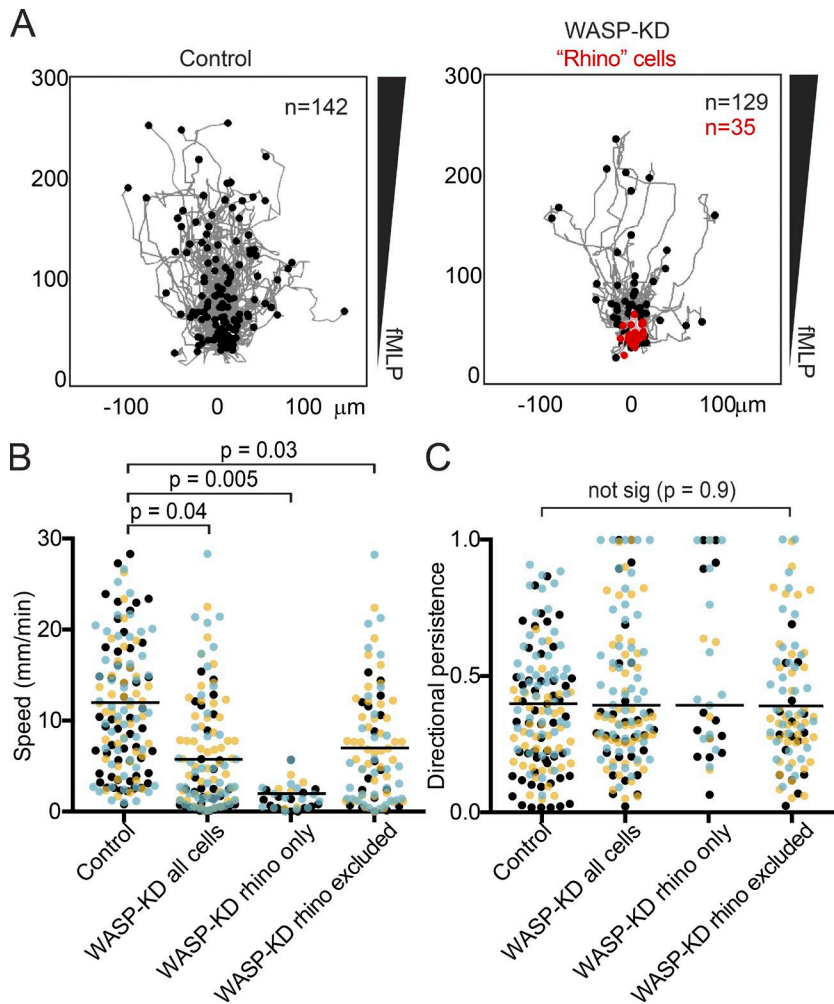 A
Control
WASP-KD
“Rhino” cells
300
n=142
200
100
0
-100 0 100 μm
fMLP
300
n=129
n=35
200
100
0
-100 0 100μm
fMLP
B
p = 0.03
p = 0.005
p = 0.04
30
20
10
0
Speed (mm/min)
Control
WASP-KD all cells
WASP-KD rhino only
WASP-KD rhino excluded
C
not sig (p = 0.9)
1.0
0.5
0.0
Directional persistence
Control
WASP-KD all cells
WASP-KD rhino only
WASP-KD rhino excluded